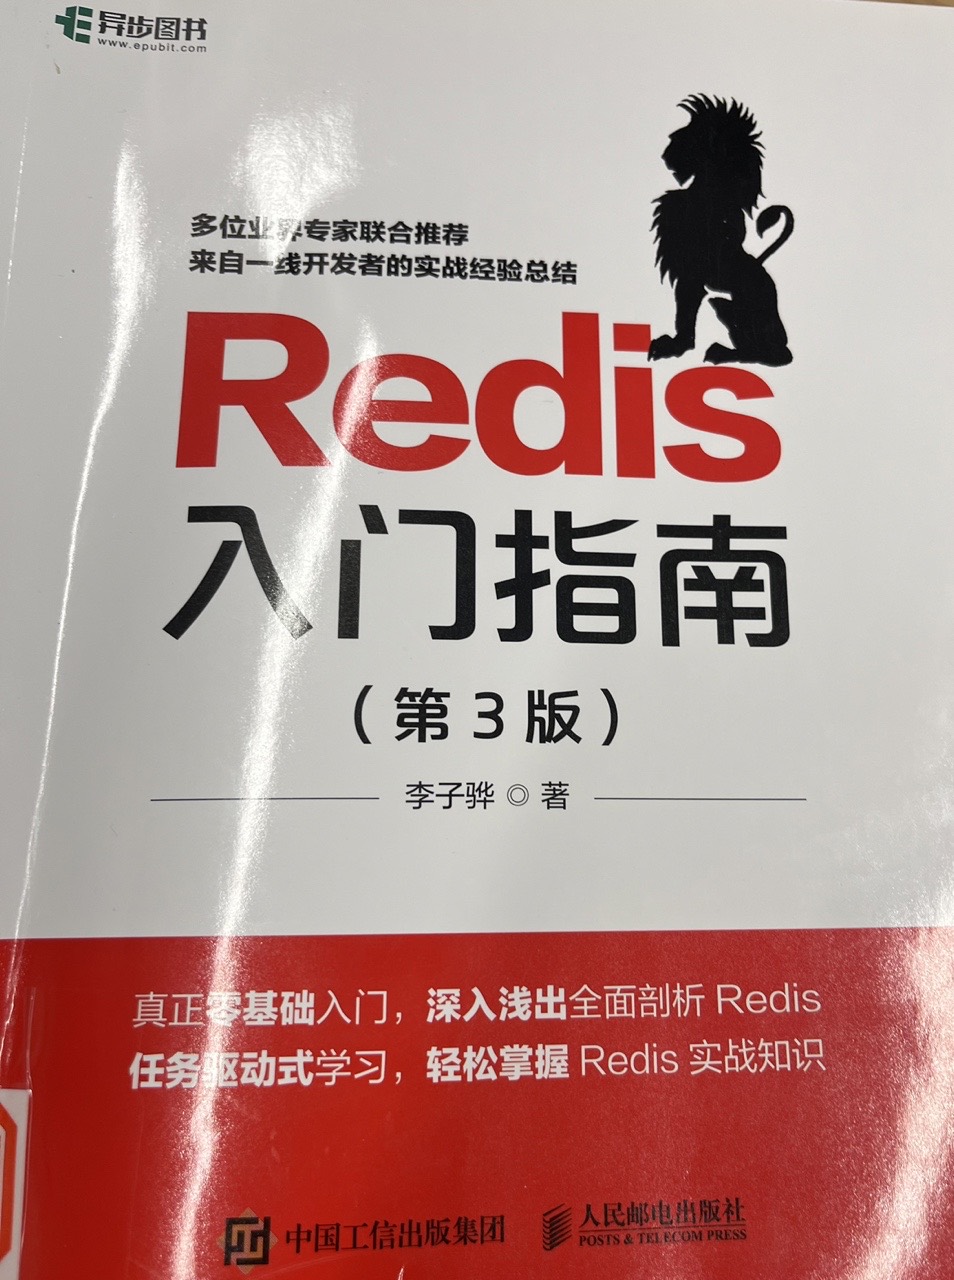 异步图书
www.epubit.com
多位业界专家联合推荐
来自一线开发者的实战经验总结
Redis
入门指南
（第3版）
李子骅 ◎ 著
真正零基础入门，深入浅出全面剖析 Redis
任务驱动式学习，轻松掌握 Redis 实战知识
中国工信出版集团
人民邮电出版社
POSTS & TELECOM PRESS